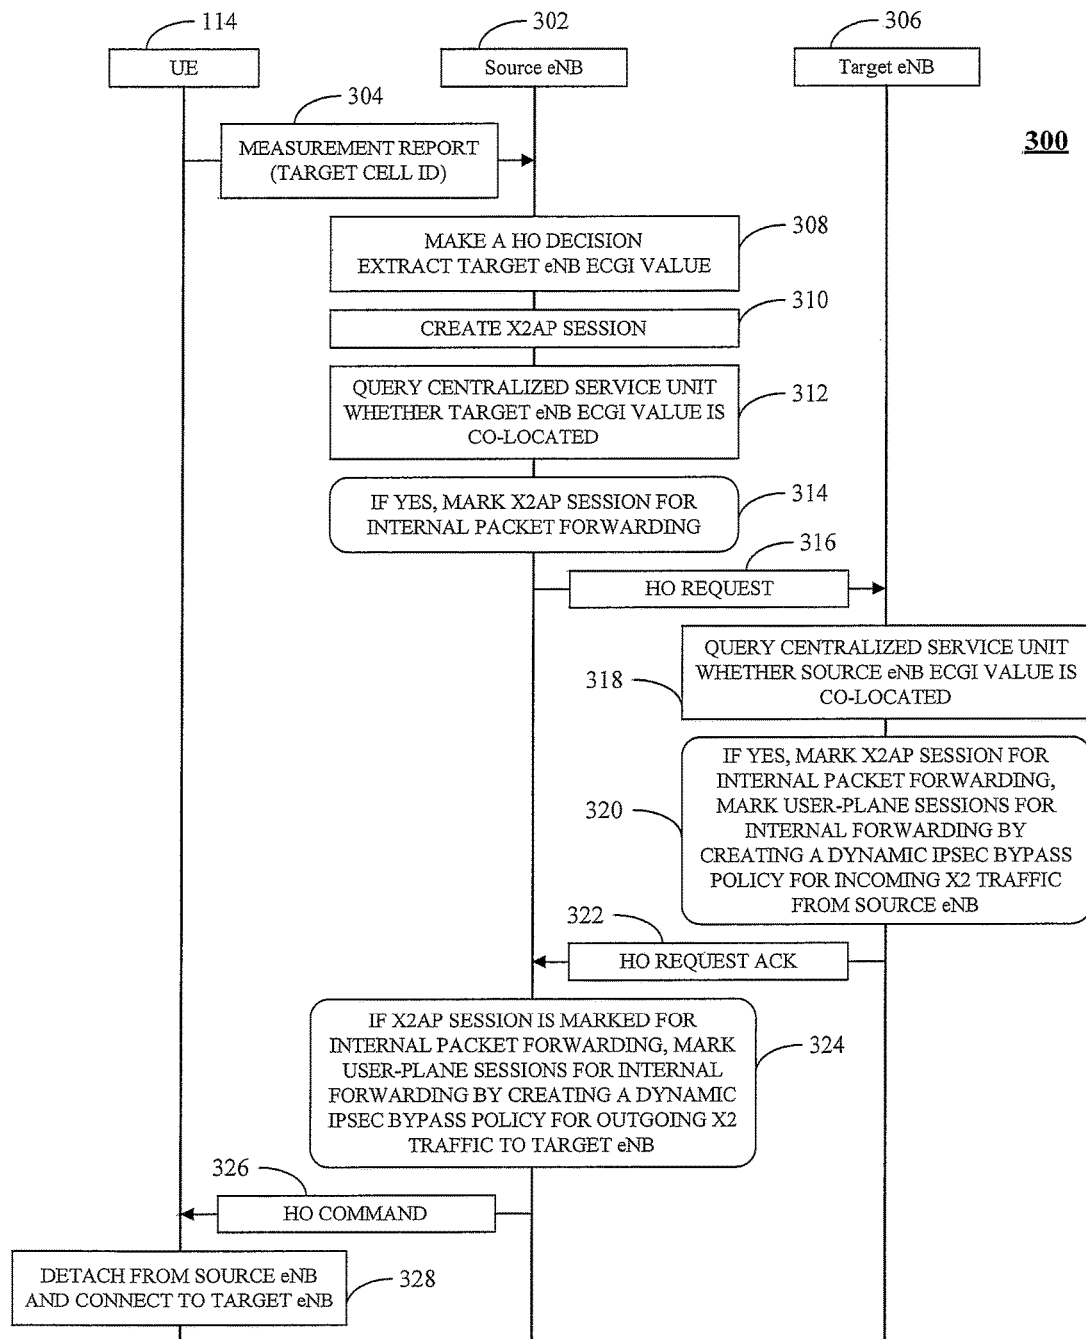 114
302
306
UE
Source eNB
Target eNB
304
MEASUREMENT REPORT
(TARGET CELL ID)
300
308
MAKE A HO DECISION
EXTRACT TARGET eNB ECGI VALUE
310
CREATE X2AP SESSION
QUERY CENTRALIZED SERVICE UNIT
WHETHER TARGET eNB ECGI VALUE IS
CO-LOCATED
312
IF YES, MARK X2AP SESSION FOR
INTERNAL PACKET FORWARDING
314
316
HO REQUEST
QUERY CENTRALIZED SERVICE UNIT
WHETHER SOURCE eNB ECGI VALUE IS
CO-LOCATED
318
IF YES, MARK X2AP SESSION FOR
INTERNAL PACKET FORWARDING,
MARK USER-PLANE SESSIONS FOR
INTERNAL FORWARDING BY
CREATING A DYNAMIC IPSEC BYPASS
POLICY FOR INCOMING X2 TRAFFIC
FROM SOURCE eNB
320
322
HO REQUEST ACK
IF X2AP SESSION IS MARKED FOR
INTERNAL PACKET FORWARDING, MARK
USER-PLANE SESSIONS FOR INTERNAL
FORWARDING BY CREATING A DYNAMIC
IPSEC BYPASS POLICY FOR OUTGOING X2
TRAFFIC TO TARGET eNB
324
326
HO COMMAND
DETACH FROM SOURCE eNB
AND CONNECT TO TARGET eNB
328